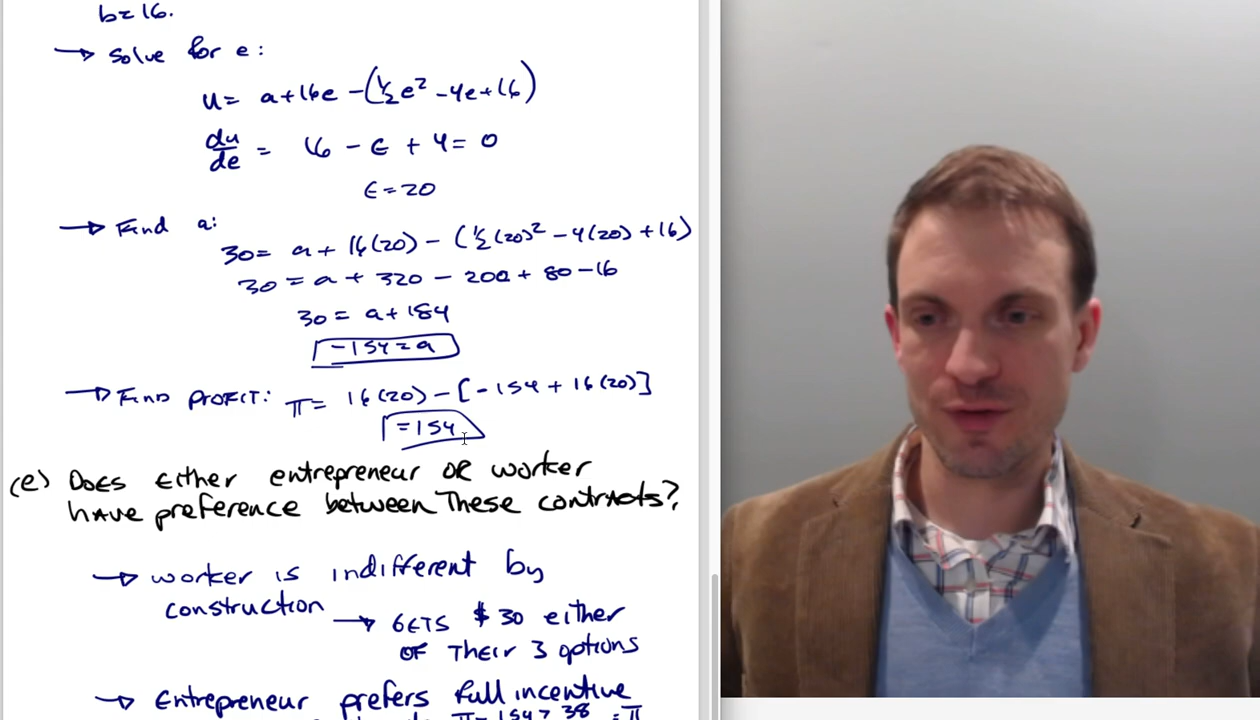 b=16.
→ Solve for e:
u= a+16e -(½e² -4e+16)
du/de = 16 - e + 4 = 0
e=20
→ Find a:
30= a+ 16(20) - (½(20)² -4(20) +16)
30 = a + 320 - 200 + 80 -16
30 = a+184
-154=a
→ Find PROFIT: π= 16(20) - [-154 + 16(20)]
=154
(e) Does Either entrepreneur OR worker
have preference between These contracts?
→ worker is indifferent by
construction
→ GETS $30 either
OF Their 3 options
→ Entrepreneur prefers full incentive
π=154 > 38 = π